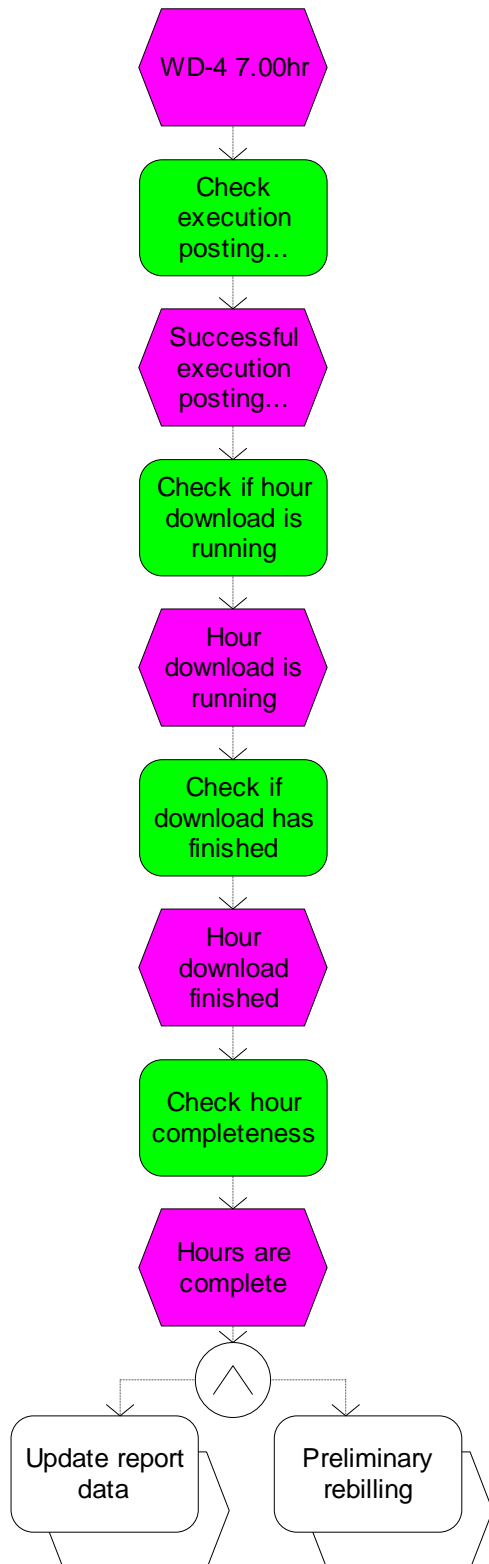 WD-4 7.00hr
Check
execution
posting...
Successful
execution
posting...
Check if hour
download is
running
Hour
download is
running
Check if
download has
finished
Hour
download
finished
Check hour
completeness
Hours are
complete
Update report
data
Preliminary
rebilling